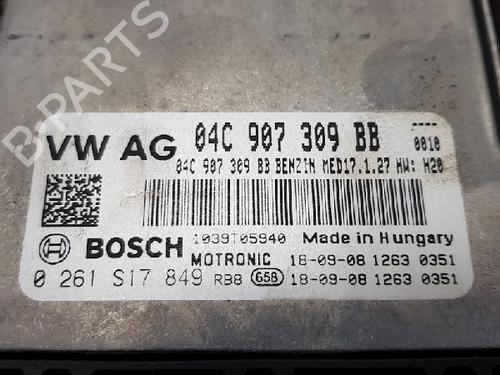 B-PARTS
VW AG 04C 907 309 BB
0010
04C 907 309 BB BENZIN MED17.1.27 HW: H20
BOSCH 1039T05940 Made in Hungary
MOTRONIC 18-09-08 1263 0351
0 261 S17 849 RB8 658 18-09-08 1263 0351